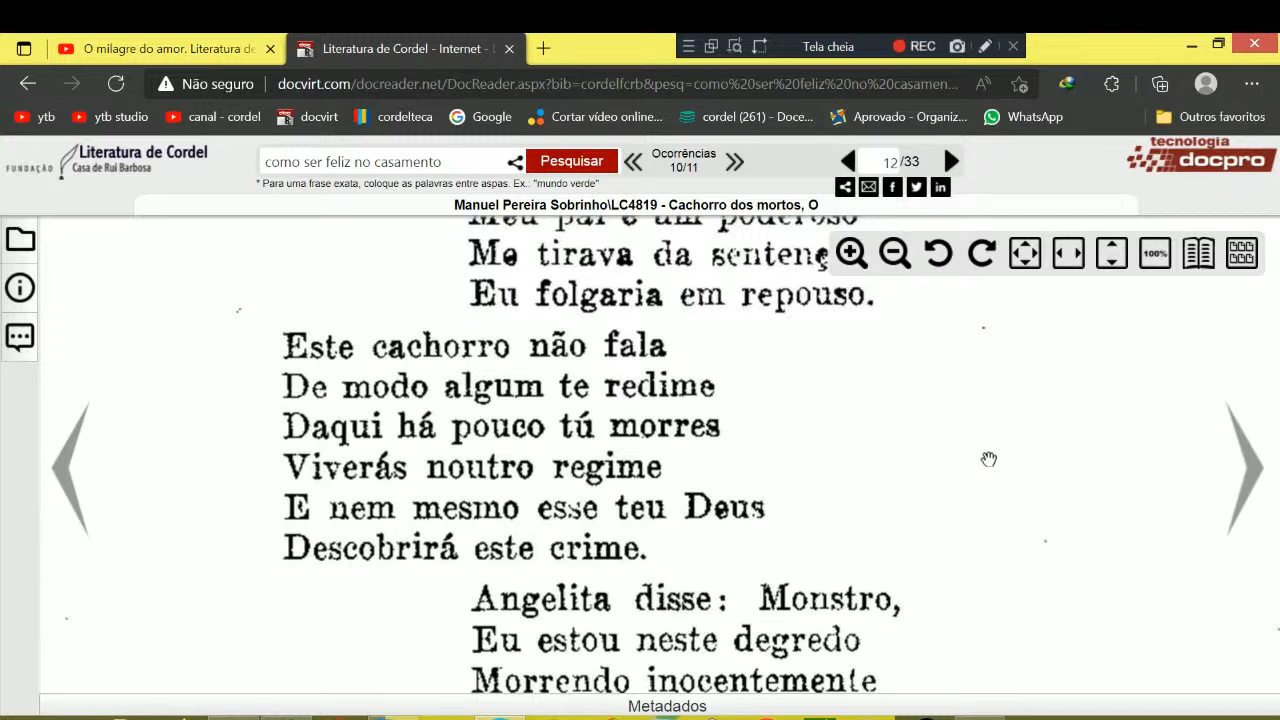 O milagre do amor. Literatura de
Literatura de Cordel - Internet -
Tela cheia
REC
Não seguro
docvirt.com/docreader.net/DocReader.aspx?bib=cordelfcrb&pesq=como%20ser%20feliz%20no%20casamen...
ytb
ytb studio
canal - cordel
docvirt
cordelteca
Google
Cortar vídeo online...
cordel (261) - Doce...
Aprovado - Organiz...
WhatsApp
Outros favoritos
FUNDAÇÃO
Literatura de Cordel
Casa de Rui Barbosa
como ser feliz no casamento
Pesquisar
Ocorrências
10/11
12 /33
tecnologia
docpro
* Para uma frase exata, coloque as palavras entre aspas. Ex.: "mundo verde"
Manuel Pereira Sobrinho\LC4819 - Cachorro dos mortos, O
100%
Meu pai é um poderoso
Me tirava da sentenç
Eu folgaria em repouso.
Este cachorro não fala
De modo algum te redime
Daqui há pouco tú morres
Viverás noutro regime
E nem mesmo esse teu Deus
Descobrirá este crime.
Angelita disse: Monstro,
Eu estou neste degredo
Morrendo inocentemente
Metadados